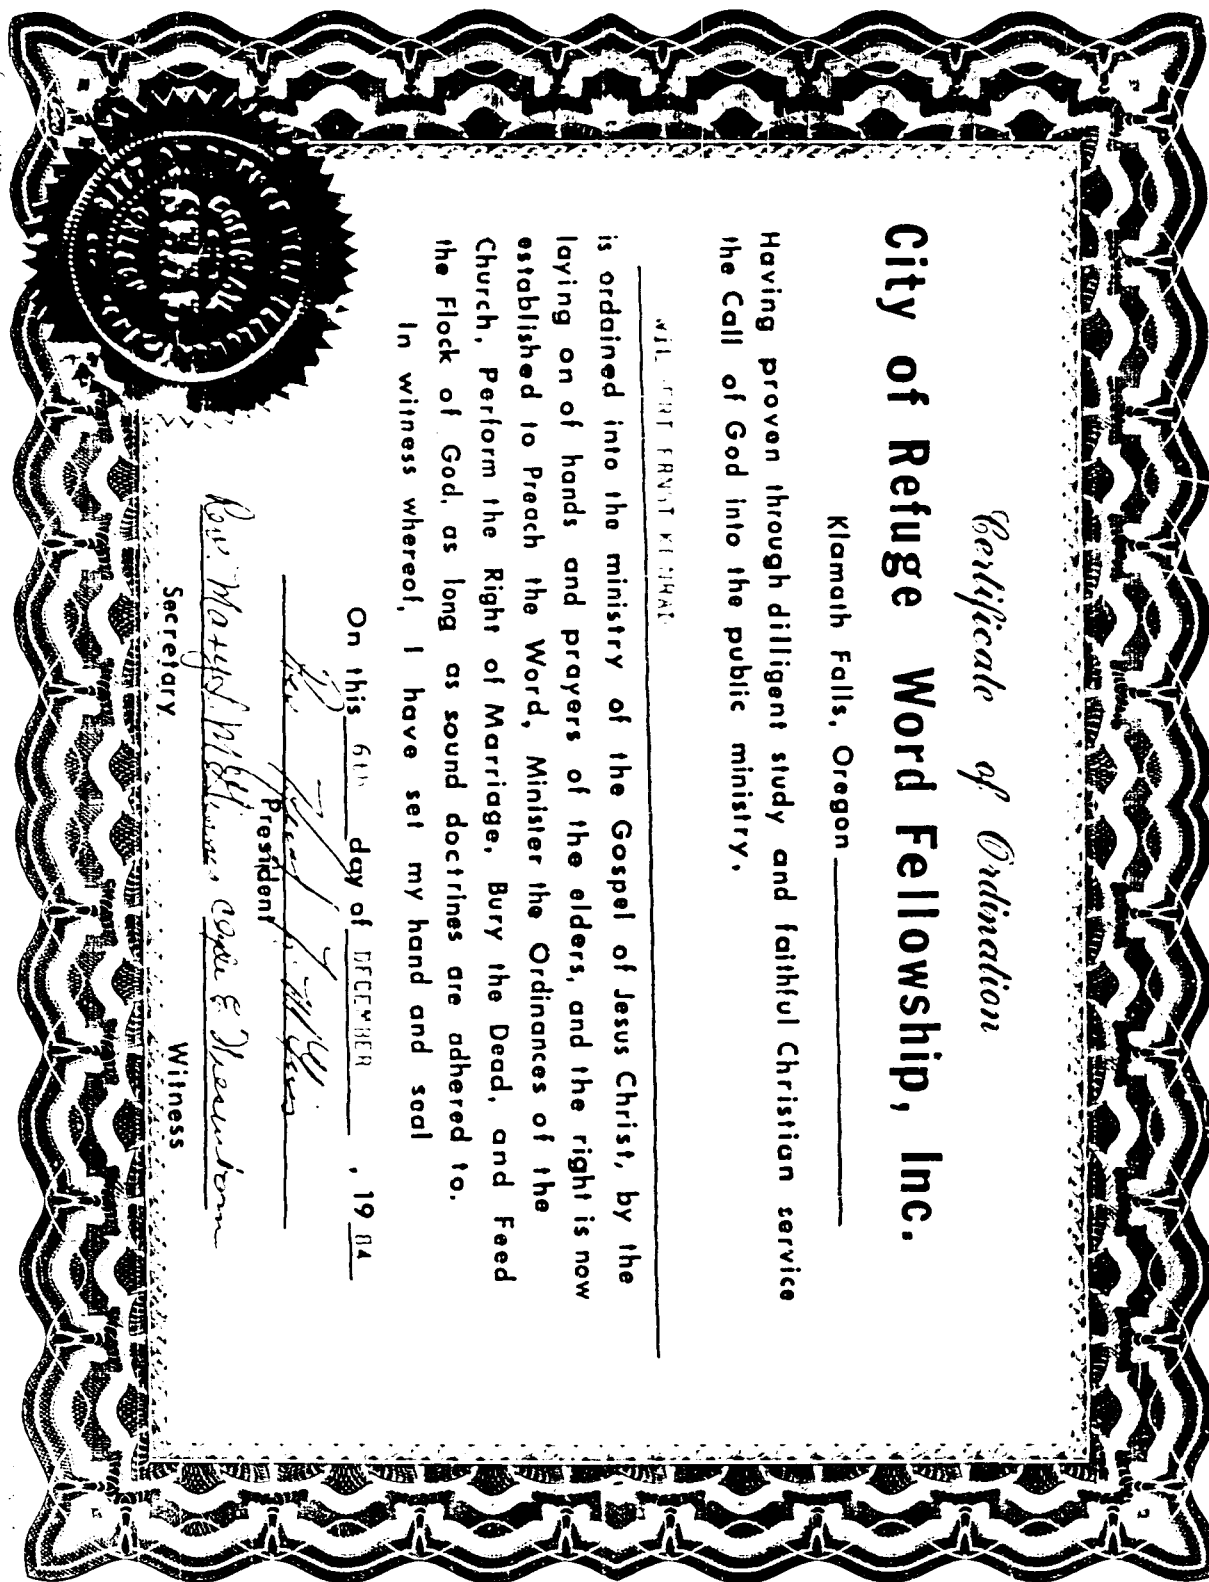 Certificate of Ordination
City of Refuge Word Fellowship, Inc.
Klamath Falls, Oregon
Having proven through dilligent study and faithful Christian service
the Call of God into the public ministry.
is ordained into the ministry of the Gospel of Jesus Christ, by the
laying on of hands and prayers of the elders, and the right is now
established to Preach the Word, Minister the Ordinances of the
Church, Perform the Right of Marriage, Bury the Dead, and Feed
the Flock of God, as long as sound doctrines are adhered to.
In witness whereof, I have set my hand and seal
On this 6th day of DECEMBER, 19 84
Rev.
President
Rev.
Secretary
Witness